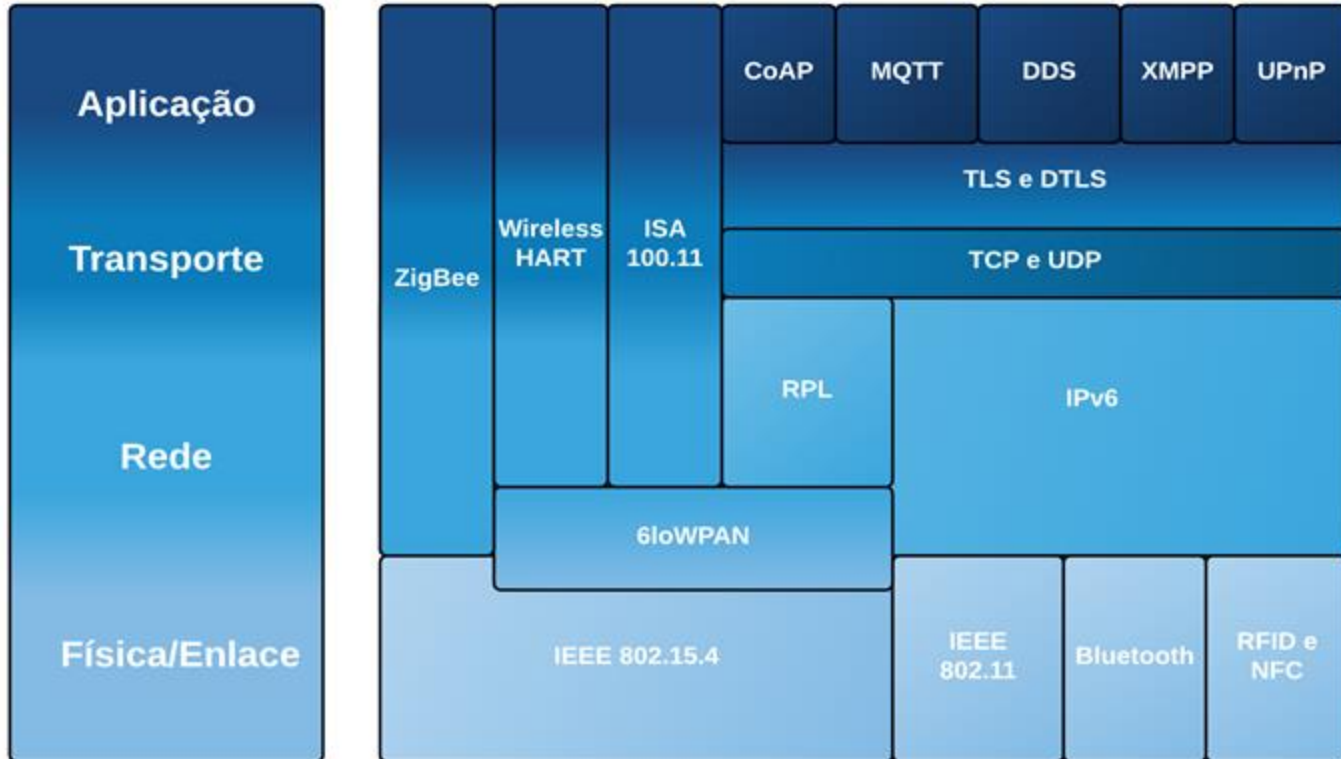 Aplicação
Transporte
Rede
Física/Enlace
ZigBee
Wireless
HART
ISA
100.11
CoAP
MQTT
DDS
XMPP
UPnP
TLS e DTLS
TCP e UDP
RPL
IPv6
6loWPAN
IEEE 802.15.4
IEEE
802.11
Bluetooth
RFID e
NFC